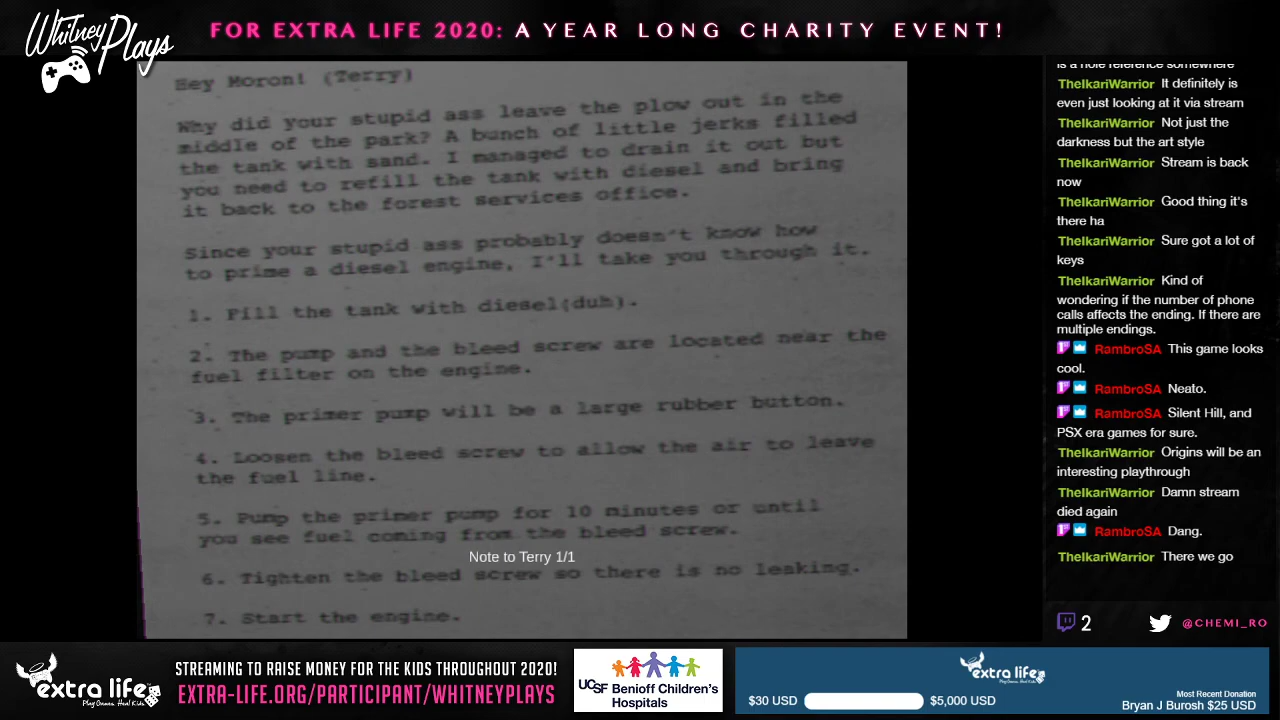 Whitney Plays
FOR EXTRA LIFE 2020: A YEAR LONG CHARITY EVENT!
Hey Moron! (Terry)
Why did your stupid ass leave the plow out in the
middle of the park? A bunch of little jerks filled
the tank with sand. I managed to drain it out but
you need to refill the tank with diesel and bring
it back to the forest services office.
Since your stupid ass probably doesn't know how
to prime a diesel engine, I'll take you through it.
1. Fill the tank with diesel(duh).
2. The pump and the bleed screw are located near the
fuel filter on the engine.
3. The primer pump will be a large rubber button.
4. Loosen the bleed screw to allow the air to leave
the fuel line.
5. Pump the primer pump for 10 minutes or until
you see fuel coming from the bleed screw.
Note to Terry 1/1
6. Tighten the bleed screw so there is no leaking.
7. Start the engine.
is a hole reference somewhere
TheIkariWarrior It definitely is
even just looking at it via stream
TheIkariWarrior Not just the
darkness but the art style
TheIkariWarrior Stream is back
now
TheIkariWarrior Good thing it's
there ha
TheIkariWarrior Sure got a lot of
keys
TheIkariWarrior Kind of
wondering if the number of phone
calls affects the ending. If there are
multiple endings.
RambroSA This game looks
cool.
RambroSA Neato.
RambroSA Silent Hill, and
PSX era games for sure.
TheIkariWarrior Origins will be an
interesting playthrough
TheIkariWarrior Damn stream
died again
RambroSA Dang.
TheIkariWarrior There we go
2
@CHEMI_RO
extra life
Play Games. Heal Kids.
STREAMING TO RAISE MONEY FOR THE KIDS THROUGHOUT 2020!
EXTRA-LIFE.ORG/PARTICIPANT/WHITNEYPLAYS
UCSF Benioff Children's
Hospitals
extra life
Play Games. Heal Kids.
$30 USD
$5,000 USD
Most Recent Donation
Bryan J Burosh $25 USD